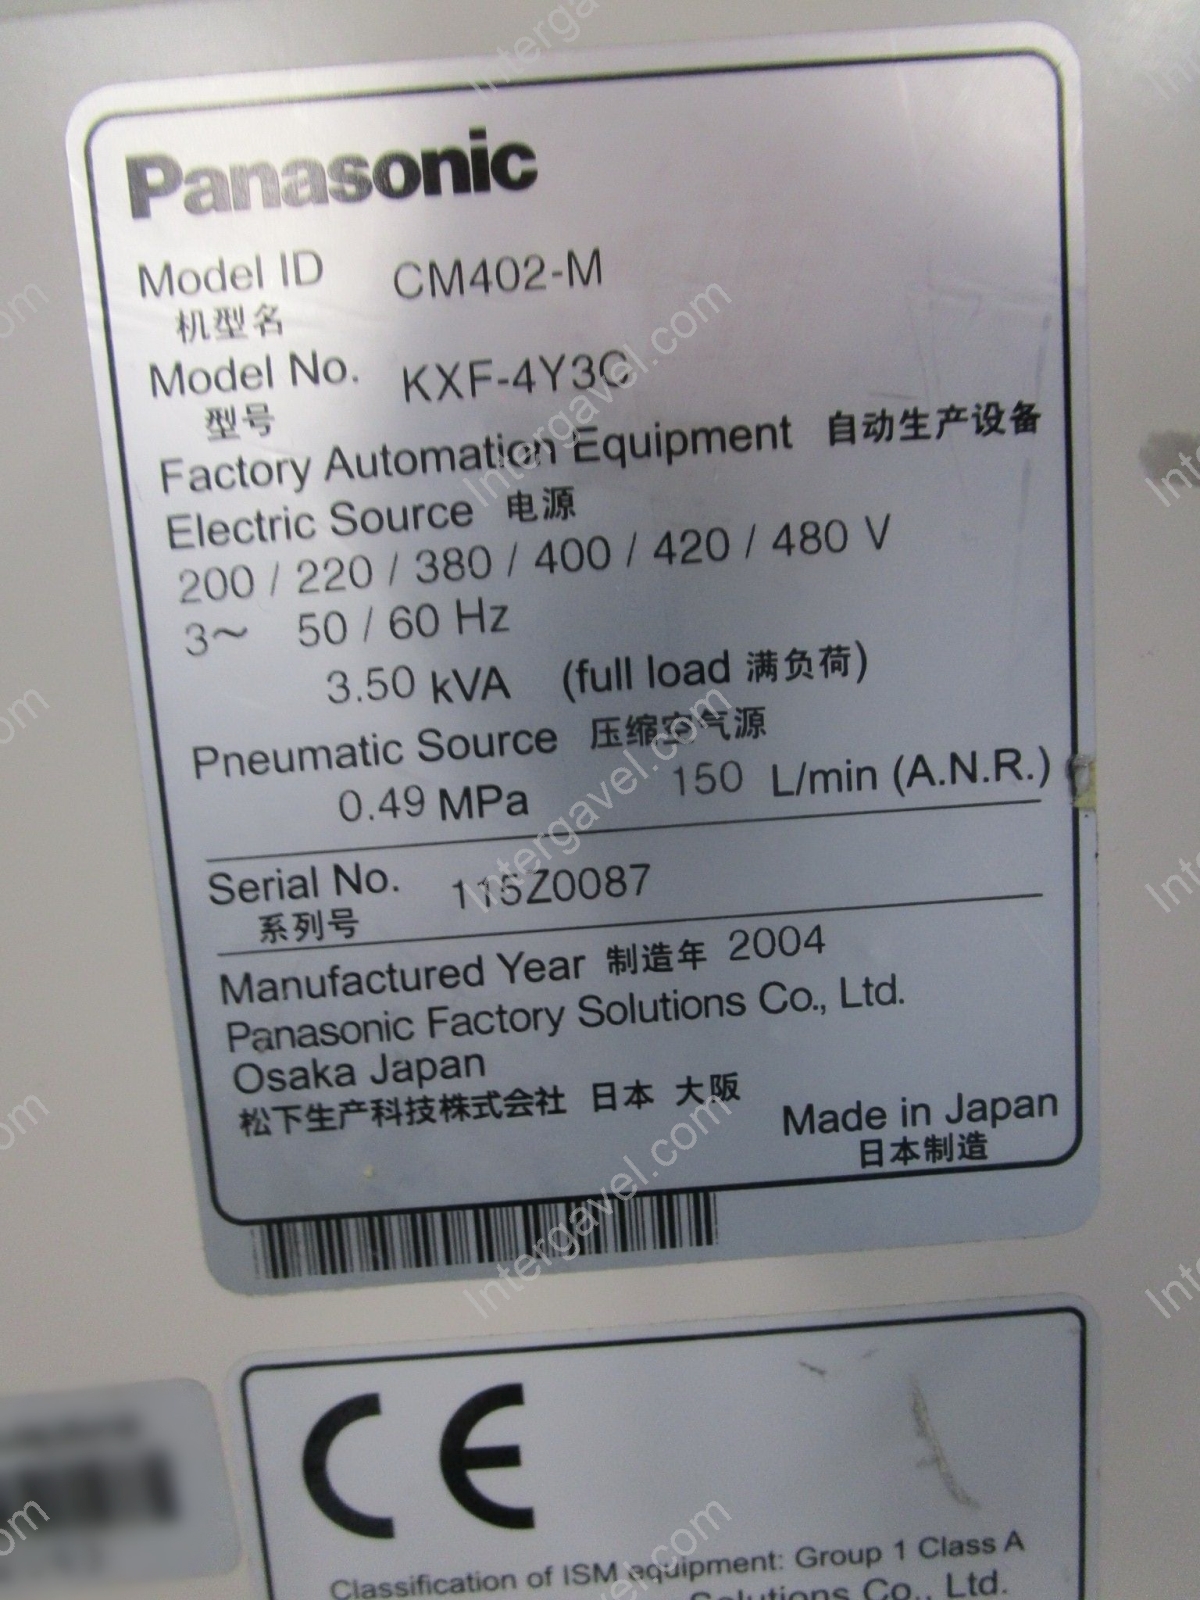 Panasonic
Model ID CM402-M
机型名
Model No. KXF-4Y3C
型号
Factory Automation Equipment 自动生产设备
Electric Source 电源
200 / 220 / 380 / 400 / 420 / 480 V
3~ 50 / 60 Hz
3.50 kVA (full load 满负荷)
Pneumatic Source 压缩空气源
0.49 MPa 150 L/min (A.N.R.)
Serial No. 115Z0087
系列号
Manufactured Year 制造年 2004
Panasonic Factory Solutions Co., Ltd.
Osaka Japan
松下生产科技株式会社 日本 大阪
Made in Japan
日本制造
CE
Classification of ISM equipment: Group 1 Class A
Solutions Co., Ltd.
Intergavel.com